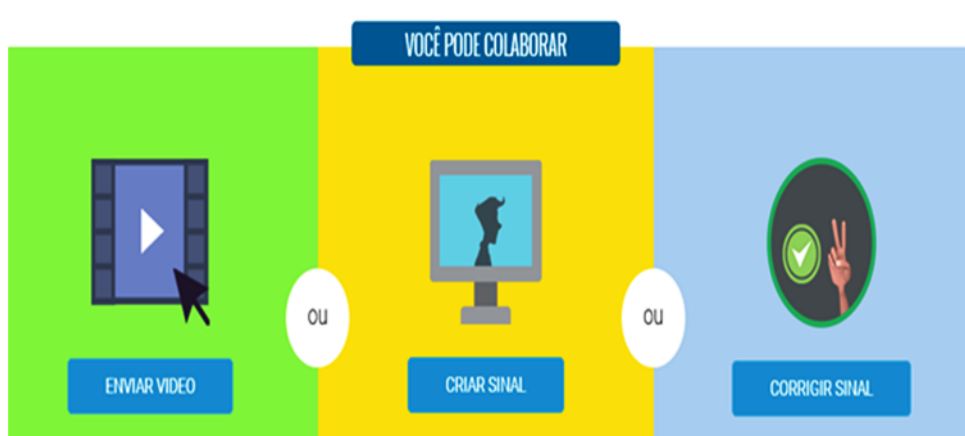 VOCÊ PODE COLABORAR
ou
ou
ENVIAR VIDEO
CRIAR SINAL
CORRIGIR SINAL